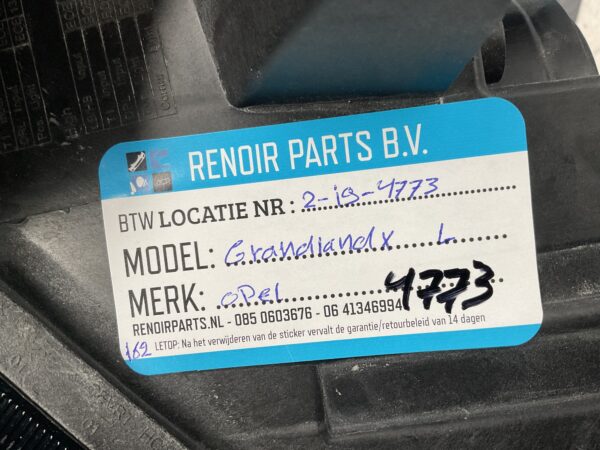 RENOIR PARTS B.V.
BTW LOCATIE NR : 2-is-4773
MODEL: Grandlandx L
MERK: OPel 4773
RENOIRPARTS.NL - 085 0603676 - 06 41346994
162 LETOP: Na het verwijderen van de sticker vervalt de garantie/retourbeleid van 14 dagen